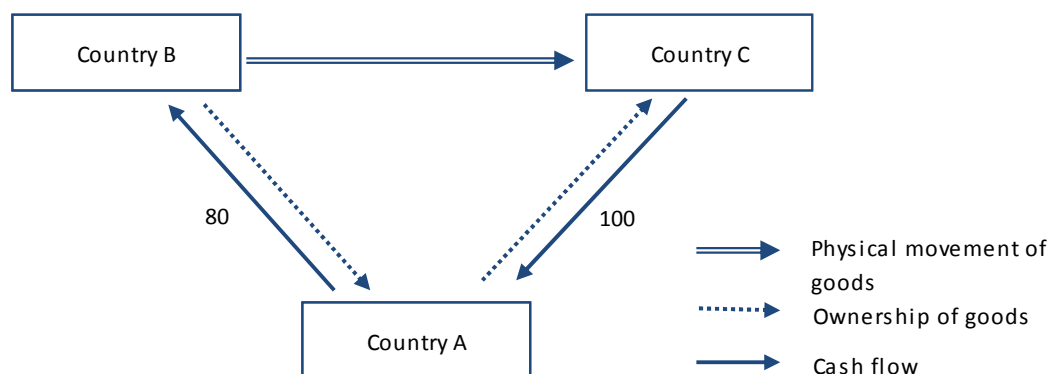 Country B
Country C
80
100
Physical movement of
goods
Ownership of goods
Country A
Cash flow